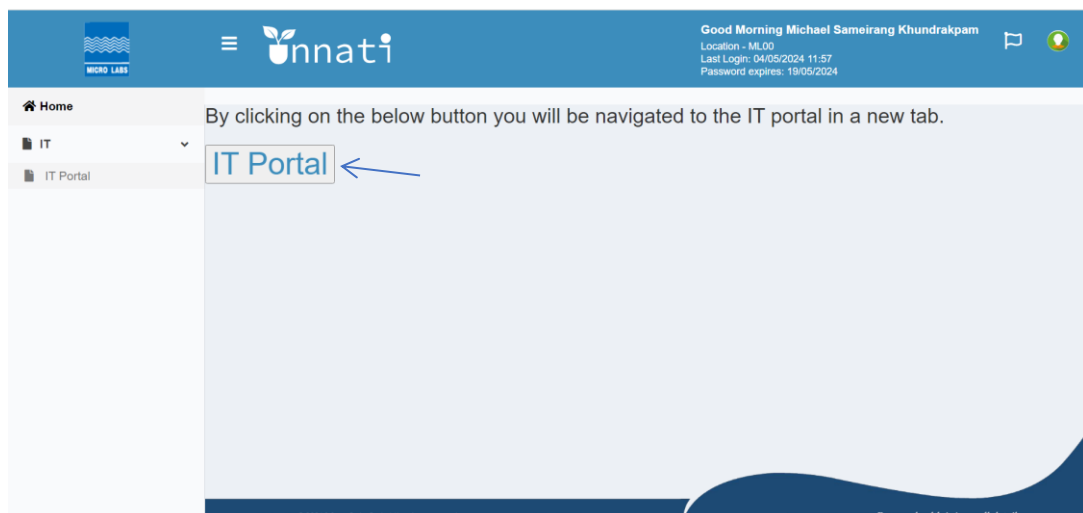 MICRO LABS
Unnati
Good Morning Michael Sameirang Khundrakpam
Location - ML00
Last Login: 04/05/2024 11:57
Password expires: 19/05/2024
Home
IT
IT Portal
By clicking on the below button you will be navigated to the IT portal in a new tab.
IT Portal